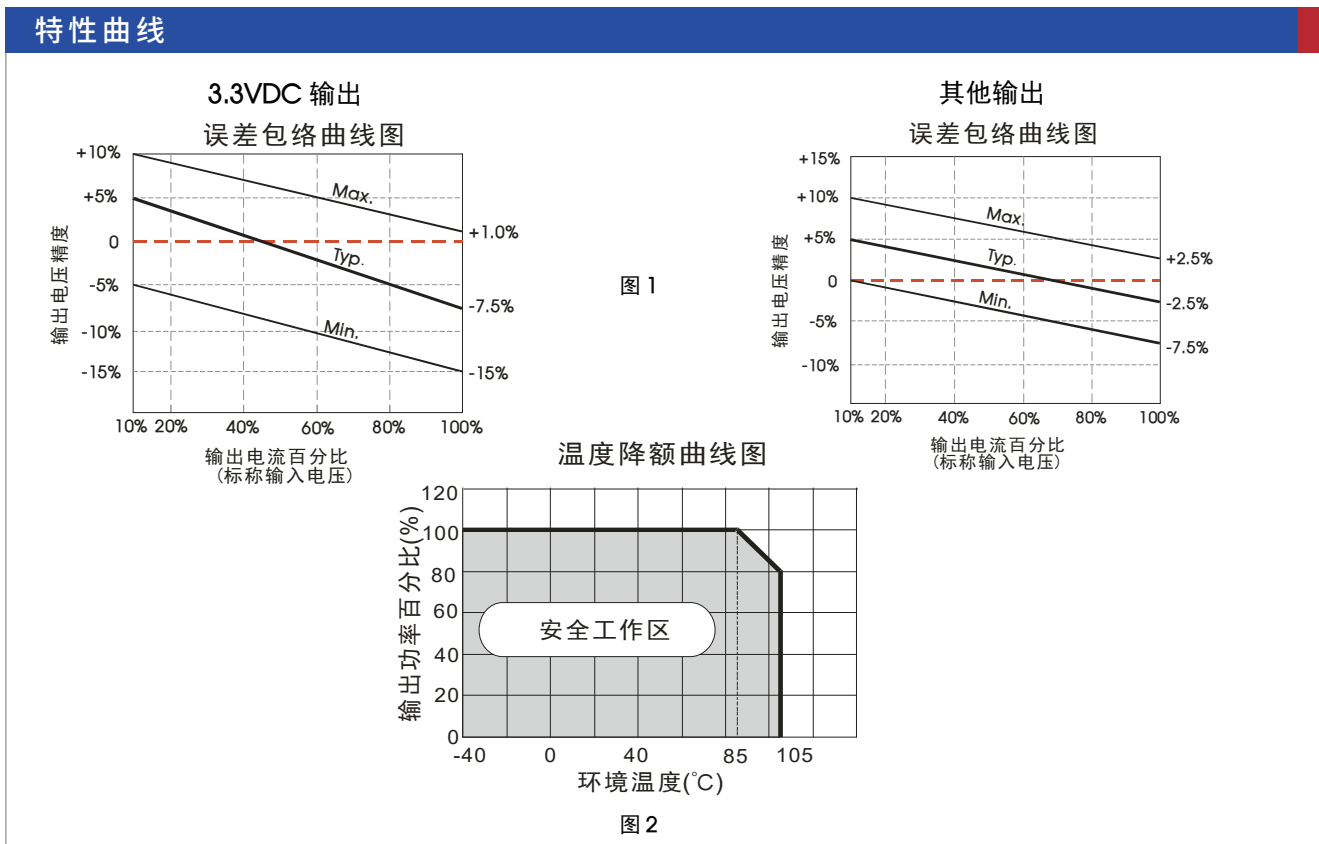 特性曲线
3.3VDC 输出
误差包络曲线图
+10%
+5%
0
-5%
-10%
-15%
输出电压精度
Max.
Typ.
Min.
+1.0%
-7.5%
-15%
10% 20% 40% 60% 80% 100%
输出电流百分比
(标称输入电压)
图 1
其他输出
误差包络曲线图
+15%
+10%
+5%
0
-5%
-10%
输出电压精度
Max.
Typ.
Min.
+2.5%
-2.5%
-7.5%
10% 20% 40% 60% 80% 100%
输出电流百分比
(标称输入电压)
温度降额曲线图
120
100
80
60
40
20
0
输出功率百分比(%)
安全工作区
-40 0 40 85 105
环境温度(℃)
图 2